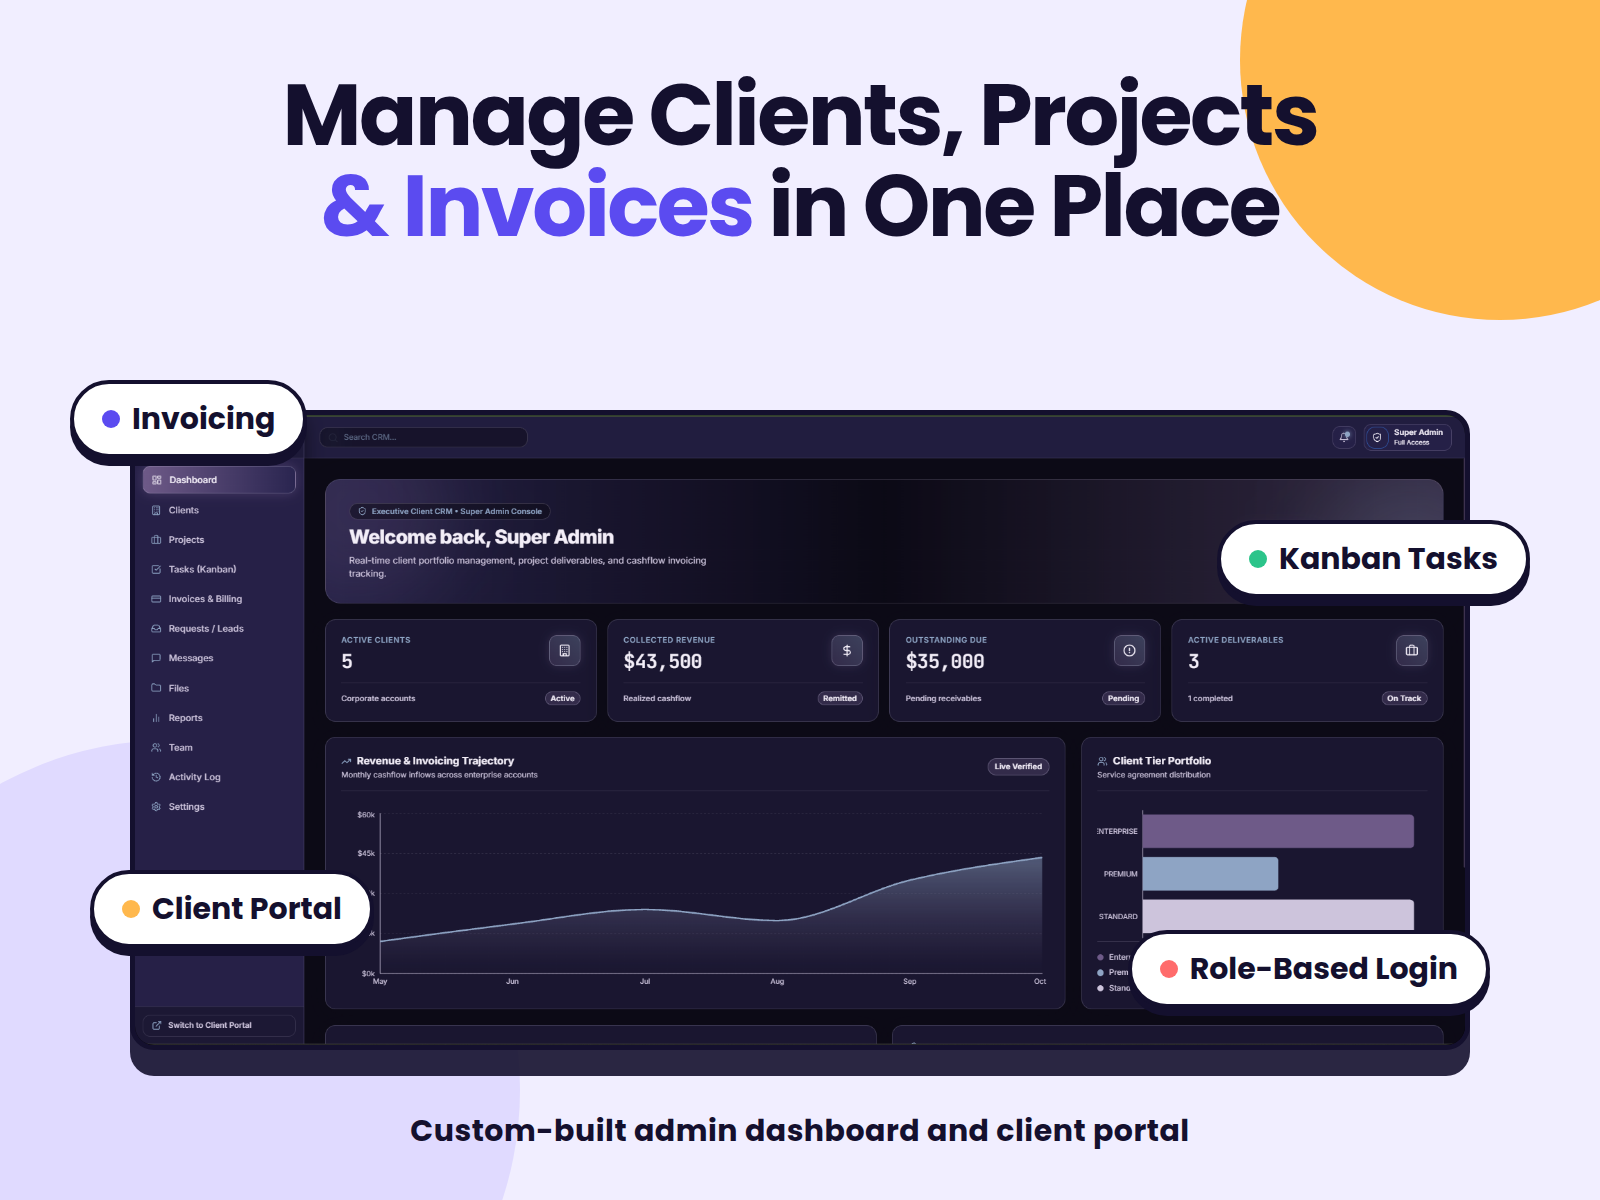 Manage Clients, Projects
& Invoices in One Place
Invoicing
Search CRM...
Super Admin
Full Access
Dashboard
Clients
Projects
Tasks (Kanban)
Invoices & Billing
Requests / Leads
Messages
Files
Reports
Team
Activity Log
Settings
Client Portal
Switch to Client Portal
Executive Client CRM • Super Admin Console
Welcome back, Super Admin
Real-time client portfolio management, project deliverables, and cashflow invoicing
tracking.
Kanban Tasks
ACTIVE CLIENTS
5
Corporate accounts
Active
COLLECTED REVENUE
$43,500
Realized cashflow
Remitted
OUTSTANDING DUE
$35,000
Pending receivables
Pending
ACTIVE DELIVERABLES
3
1 completed
On Track
Revenue & Invoicing Trajectory
Monthly cashflow inflows across enterprise accounts
Live Verified
$60k
$45k
k
k
$0k
May Jun Jul Aug Sep Oct
Client Tier Portfolio
Service agreement distribution
NTERPRISE
PREMIUM
STANDARD
Enter
Prem
Stand
Role-Based Login
Custom-built admin dashboard and client portal